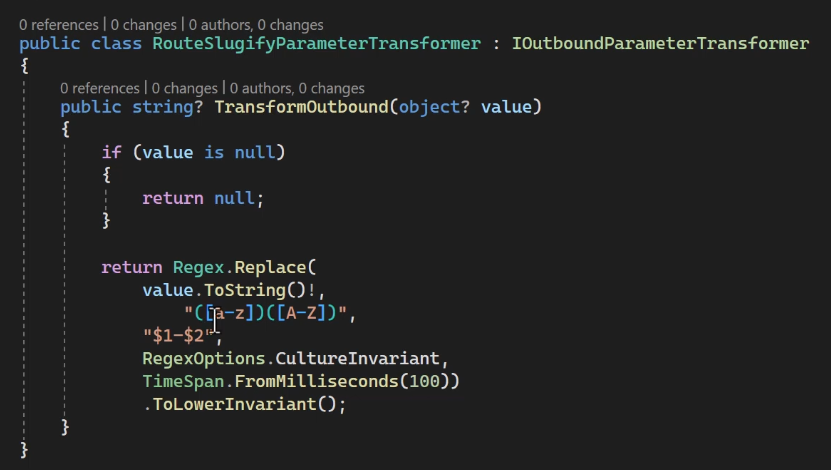 0 references | 0 changes | 0 authors, 0 changes
public class RouteSlugifyParameterTransformer : IOutboundParameterTransformer
{
0 references | 0 changes | 0 authors, 0 changes
public string? TransformOutbound(object? value)
{
if (value is null)
{
return null;
}
return Regex.Replace(
value.ToString()!,
"([a-z])([A-Z])",
"$1-$2",
RegexOptions.CultureInvariant,
TimeSpan.FromMilliseconds(100))
.ToLowerInvariant();
}
}